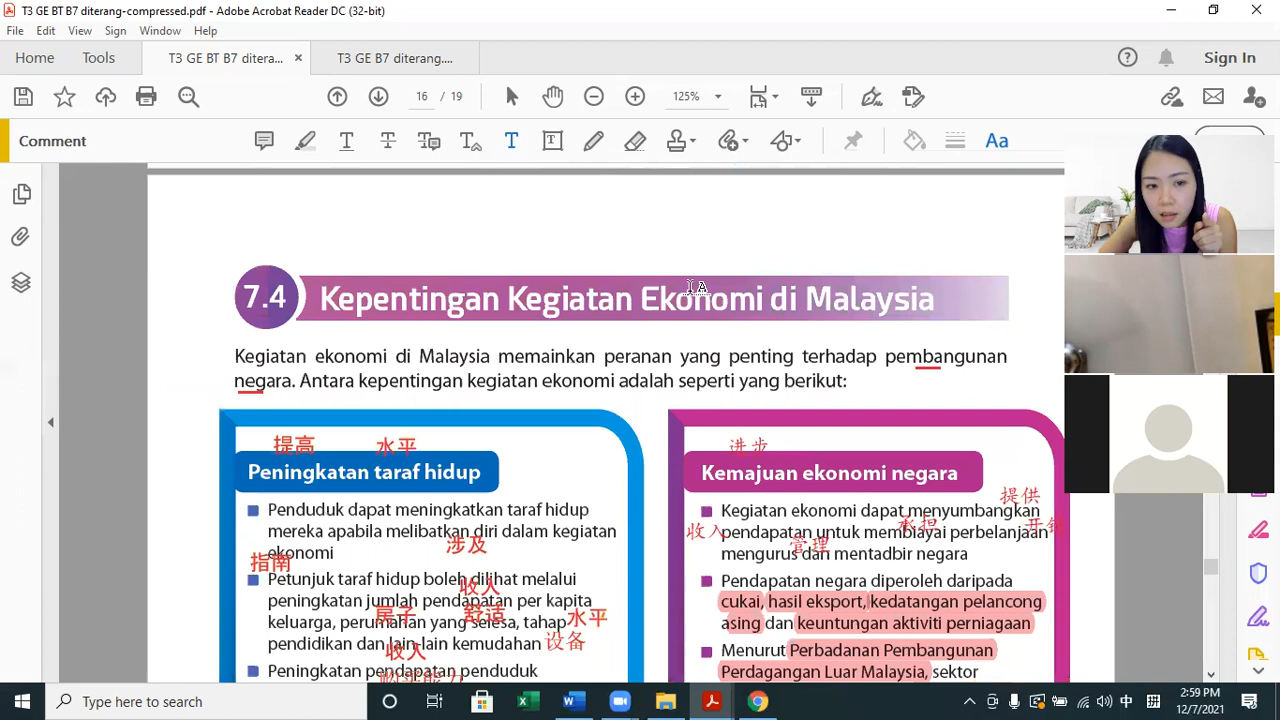 T3 GE BT B7 diterang-compressed.pdf - Adobe Acrobat Reader DC (32-bit)
File Edit View Sign Window Help
Home Tools T3 GE BT B7 ditera... × T3 GE BT B7 diterang.... Sign In
16 / 19 125%
Comment
7.4 Kepentingan Kegiatan Ekonomi di Malaysia
Kegiatan ekonomi di Malaysia memainkan peranan yang penting terhadap pembangunan
negara. Antara kepentingan kegiatan ekonomi adalah seperti yang berikut:
提高 水平
Peningkatan taraf hidup
Penduduk dapat meningkatkan taraf hidup
mereka apabila melibatkan diri dalam kegiatan
涉及
ekonomi
指南
Petunjuk taraf hidup boleh dilihat melalui
收人
peningkatan jumlah pendapatan per kapita
房子 舒适 水平
keluarga, perumahan yang selesa, tahap
pendidikan dan lain-lain kemudahan 设备
收人
Peningkatan pendapatan penduduk
进步
Kemajuan ekonomi negara
提供
Kegiatan ekonomi dapat menyumbangkan
收入 承担
pendapatan untuk membiayai perbelanjaan
管理
mengurus dan mentadbir negara
Pendapatan negara diperoleh daripada
cukai, hasil eksport, kedatangan pelancong
asing dan keuntungan aktiviti perniagaan
Menurut Perbadanan Pembangunan
Perdagangan Luar Malaysia, sektor
Type here to search
中 拼
2:59 PM
12/7/2021